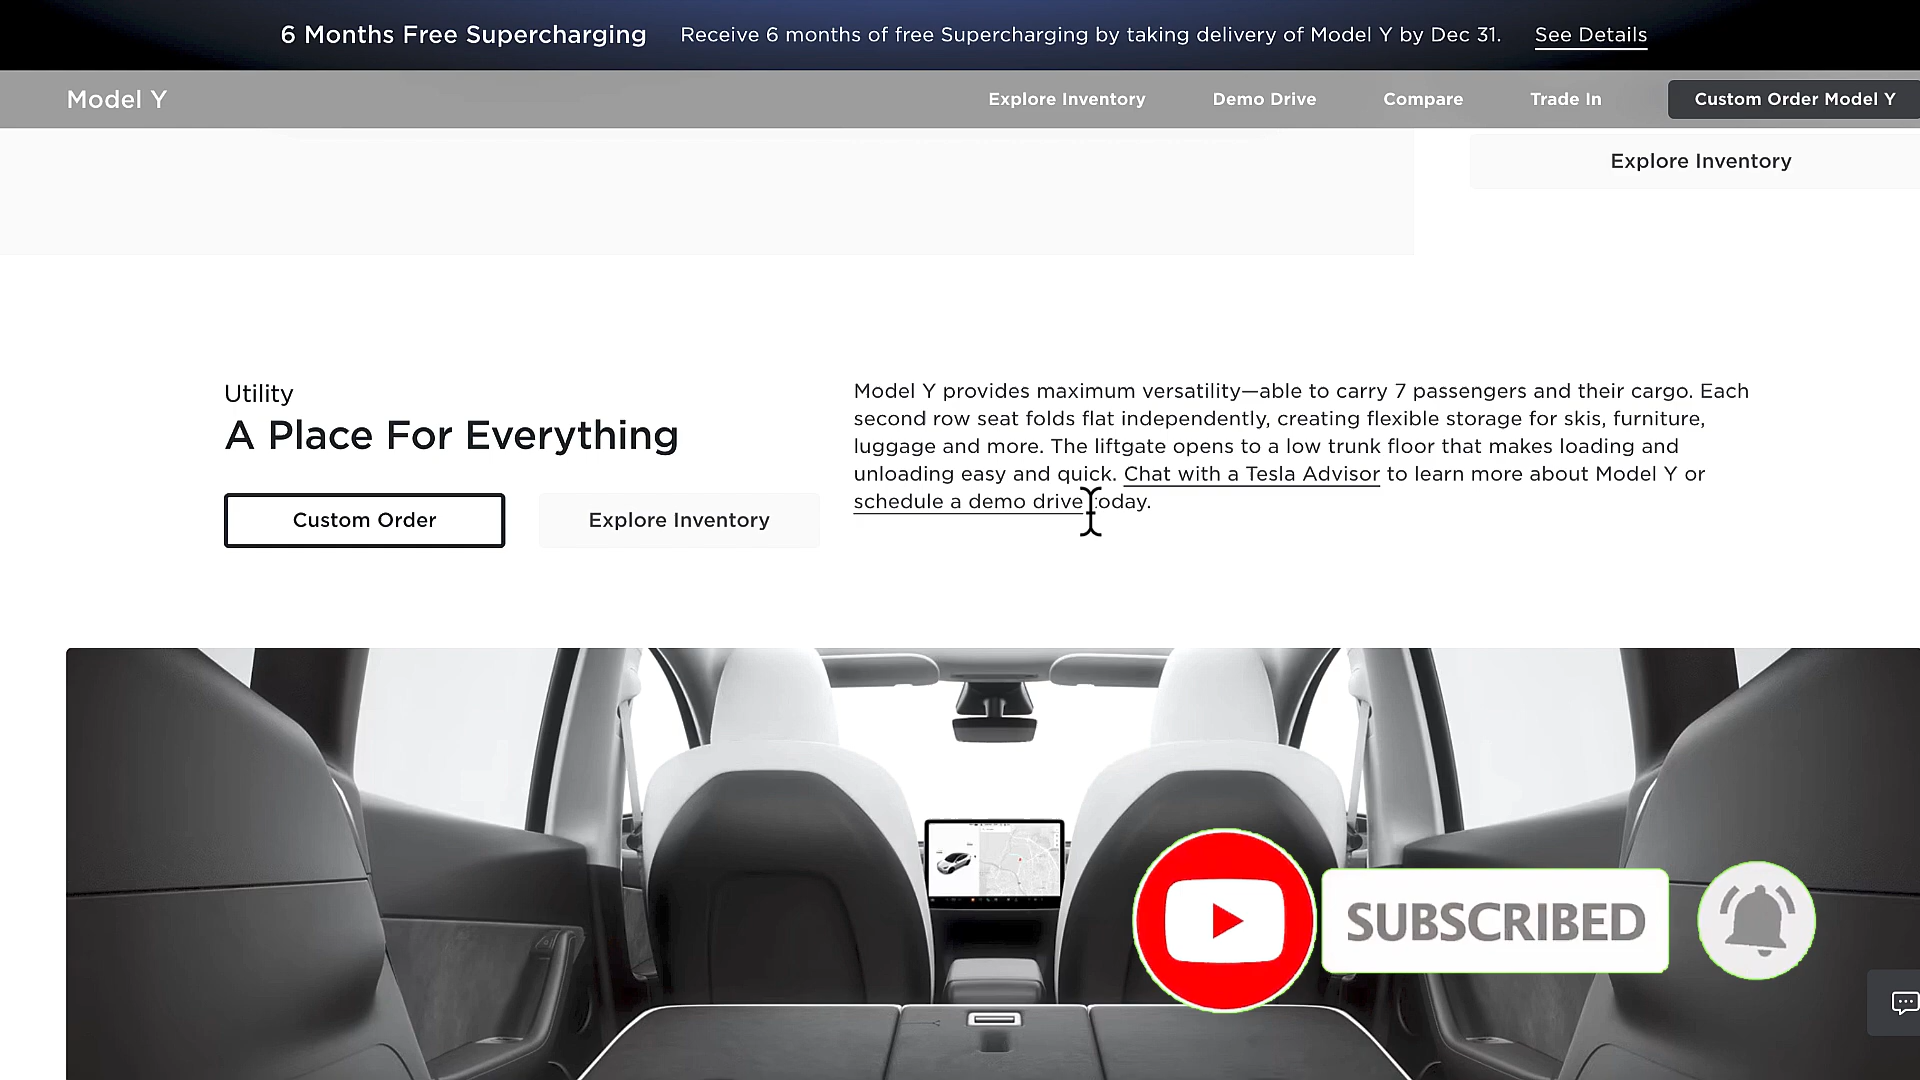 6 Months Free Supercharging Receive 6 months of free Supercharging by taking delivery of Model Y by Dec 31. See Details
Model Y Explore Inventory Demo Drive Compare Trade In Custom Order Model Y
Explore Inventory
Utility
A Place For Everything
Custom Order Explore Inventory
Model Y provides maximum versatility—able to carry 7 passengers and their cargo. Each
second row seat folds flat independently, creating flexible storage for skis, furniture,
luggage and more. The liftgate opens to a low trunk floor that makes loading and
unloading easy and quick. Chat with a Tesla Advisor to learn more about Model Y or
schedule a demo drive today.
SUBSCRIBED